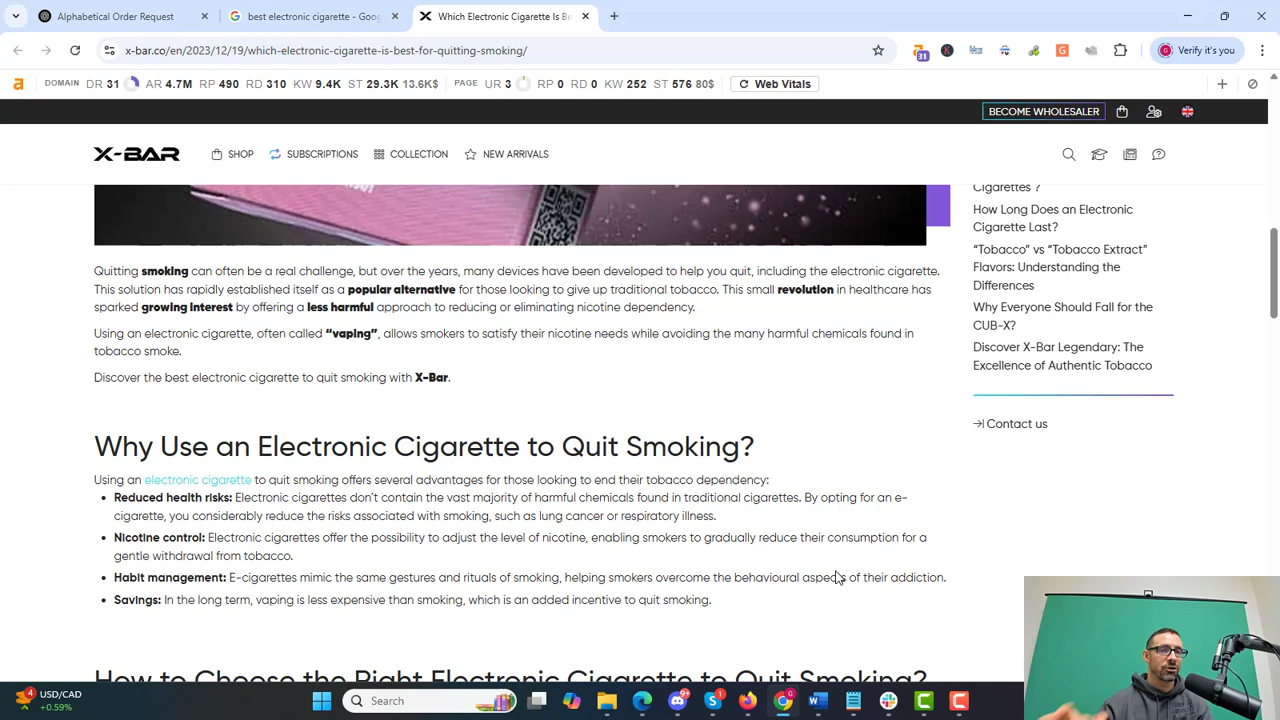 Alphabetical Order Request
best electronic cigarette - Goog
Which Electronic Cigarette Is Be
x-bar.co/en/2023/12/19/which-electronic-cigarette-is-best-for-quitting-smoking/
31
Verify it's you
DOMAIN DR 31 AR 4.7M RP 490 RD 310 KW 9.4K ST 29.3K 13.6K$ PAGE UR 3 RP 0 RD 0 KW 252 ST 576 80$ Web Vitals
BECOME WHOLESALER
X-BAR SHOP SUBSCRIPTIONS COLLECTION NEW ARRIVALS
Quitting smoking can often be a real challenge, but over the years, many devices have been developed to help you quit, including the electronic cigarette.
This solution has rapidly established itself as a popular alternative for those looking to give up traditional tobacco. This small revolution in healthcare has
sparked growing interest by offering a less harmful approach to reducing or eliminating nicotine dependency.
Using an electronic cigarette, often called “vaping”, allows smokers to satisfy their nicotine needs while avoiding the many harmful chemicals found in
tobacco smoke.
Discover the best electronic cigarette to quit smoking with X-Bar.
Why Use an Electronic Cigarette to Quit Smoking?
Using an electronic cigarette to quit smoking offers several advantages for those looking to end their tobacco dependency:
• Reduced health risks: Electronic cigarettes don't contain the vast majority of harmful chemicals found in traditional cigarettes. By opting for an e-
cigarette, you considerably reduce the risks associated with smoking, such as lung cancer or respiratory illness.
• Nicotine control: Electronic cigarettes offer the possibility to adjust the level of nicotine, enabling smokers to gradually reduce their consumption for a
gentle withdrawal from tobacco.
• Habit management: E-cigarettes mimic the same gestures and rituals of smoking, helping smokers overcome the behavioural aspects of their addiction.
• Savings: In the long term, vaping is less expensive than smoking, which is an added incentive to quit smoking.
How to Choose the Right Electronic Cigarette to Quit Smoking?
Cigarettes ?
How Long Does an Electronic
Cigarette Last?
“Tobacco” vs “Tobacco Extract”
Flavors: Understanding the
Differences
Why Everyone Should Fall for the
CUB-X?
Discover X-Bar Legendary: The
Excellence of Authentic Tobacco
Contact us
4 USD/CAD
+0.59%
Search
9+
1